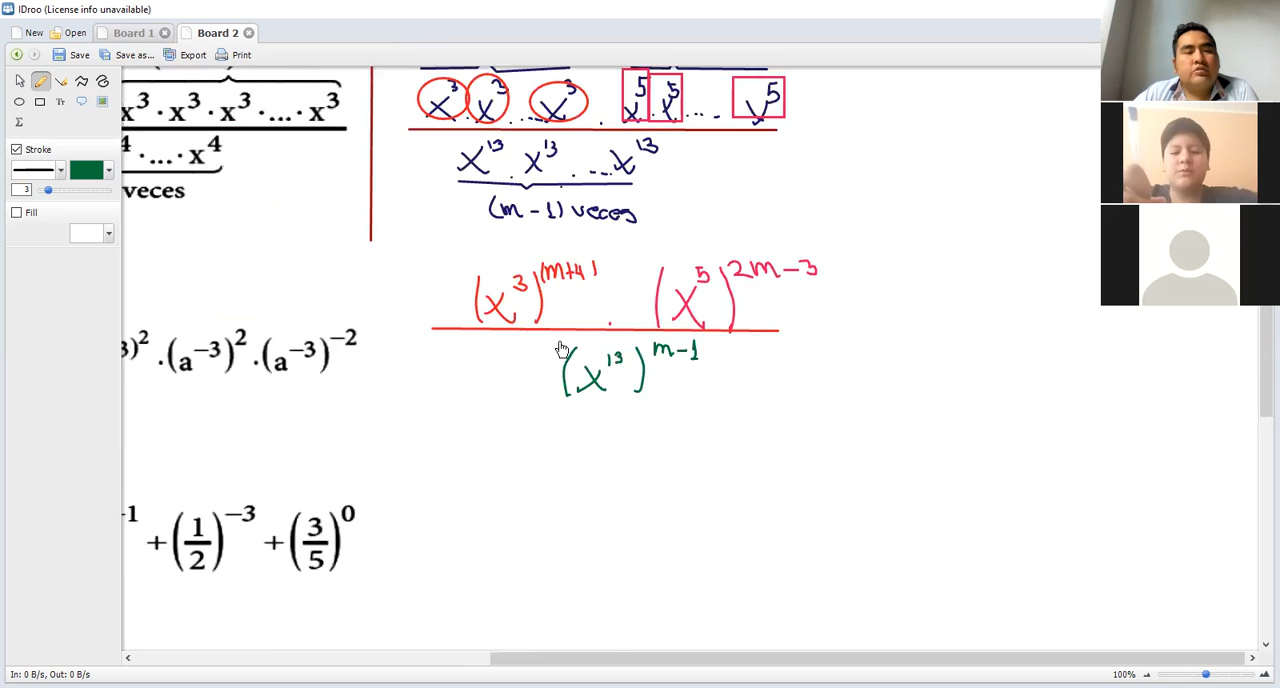 IDroo (License info unavailable)
New Open Board 1 Board 2
Save Save as... Export Print
Tr
Σ
Stroke
3
Fill
x³ · x³ · x³ · ... · x³
⁴ · ... · x⁴
veces
x³ . x³ ... x³ . x⁵ . x⁵ ... . x⁵
x¹³ . x¹³ . ... x¹³
(m - 1) veces
(x³)^(m+4) . (x⁵)^2m-3
(x¹³)^m-1
3)² . (a⁻³)² . (a⁻³)⁻²
-1 + (1/2)⁻³ + (3/5)⁰
In: 0 B/s, Out: 0 B/s 100%